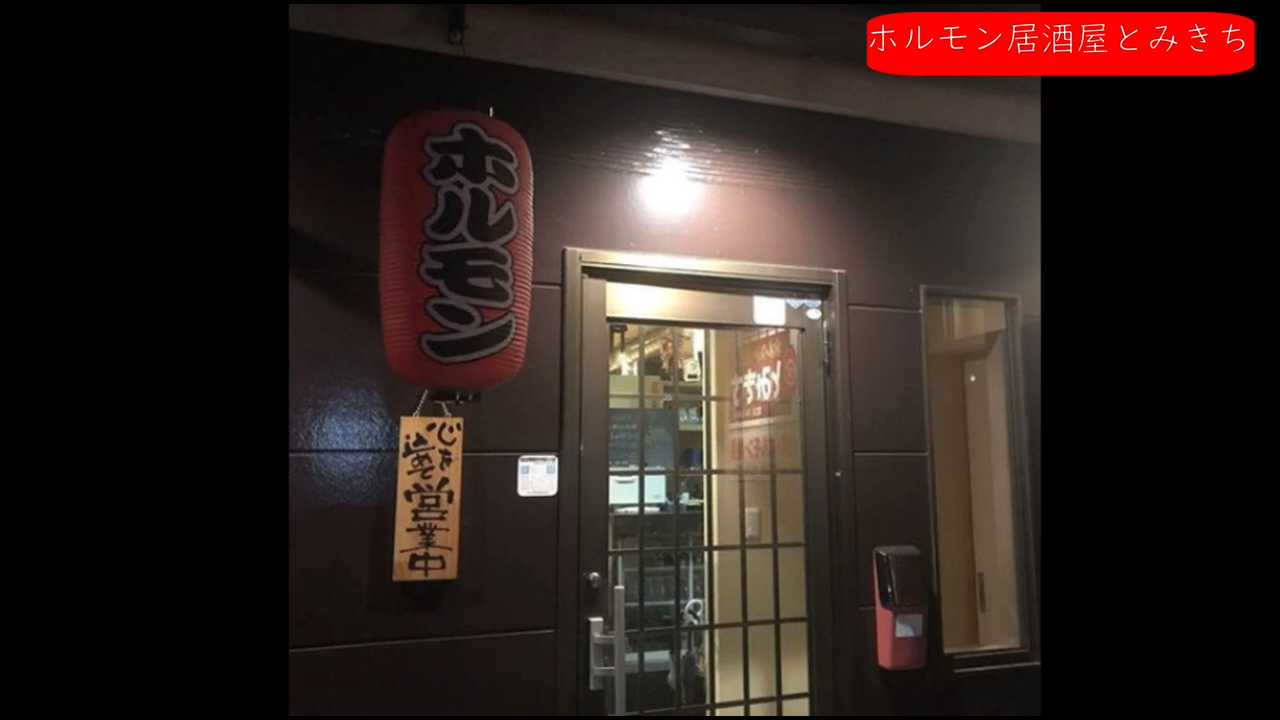 ホルモン居酒屋とみきち
ホルモン
心を
込めて
営業中